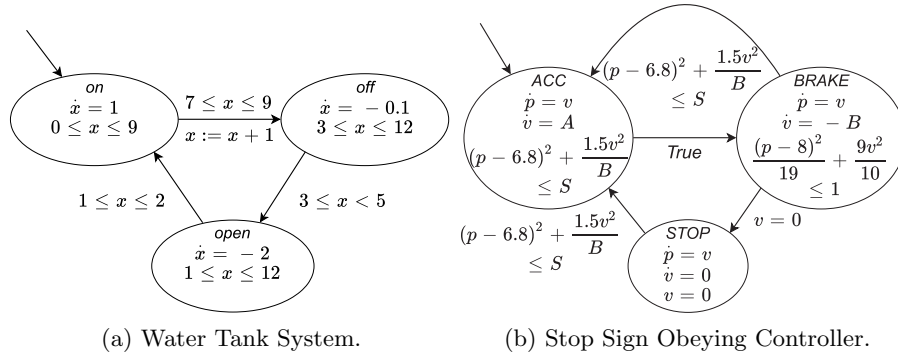 on
ẋ = 1
0 ≤ x ≤ 9
7 ≤ x ≤ 9
x := x + 1
off
ẋ = − 0.1
3 ≤ x ≤ 12
1 ≤ x ≤ 2
3 ≤ x < 5
open
ẋ = − 2
1 ≤ x ≤ 12
(a) Water Tank System.
(p − 6.8)² + 1.5v²/B
≤ S
ACC
ṗ = v
v̇ = A
(p − 6.8)² + 1.5v²/B
≤ S
True
BRAKE
ṗ = v
v̇ = − B
(p − 8)²/19 + 9v²/10
≤ 1
v = 0
(p − 6.8)² + 1.5v²/B
≤ S
STOP
ṗ = v
v̇ = 0
v = 0
(b) Stop Sign Obeying Controller.